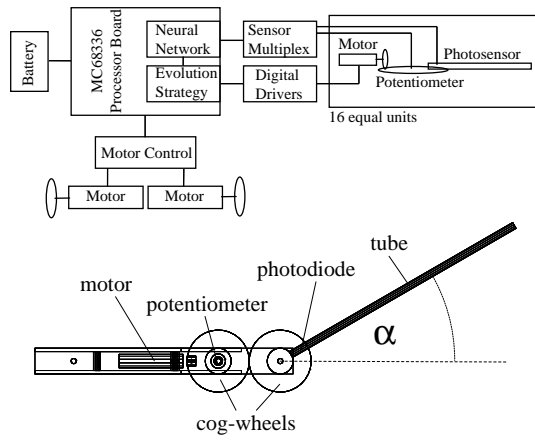 Battery
MC68336
Processor Board
Neural
Network
Evolution
Strategy
Sensor
Multiplex
Digital
Drivers
Motor
Photosensor
Potentiometer
16 equal units
Motor Control
Motor
Motor
tube
photodiode
motor
potentiometer
α
cog-wheels